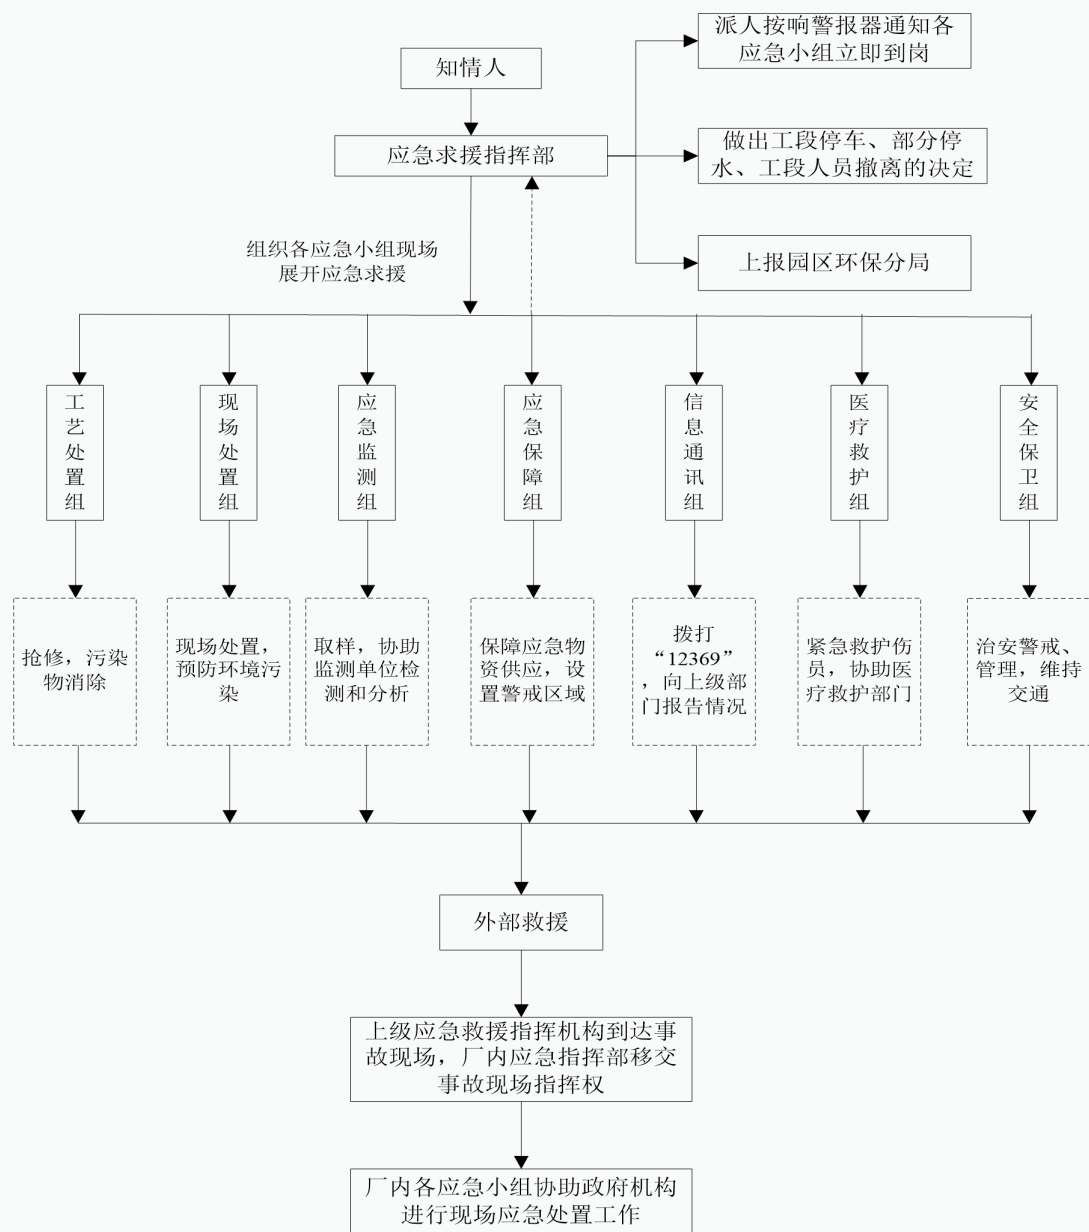 派人按响警报器通知各
应急小组立即到岗
知情人
应急求援指挥部
做出工段停车、部分停
水、工段人员撤离的决定
组织各应急小组现场
展开应急求援
上报园区环保分局
工艺处置组
现场处置组
应急监测组
应急保障组
信息通讯组
医疗救护组
安全保卫组
抢修，污染
物消除
现场处置，
预防环境污
染
取样，协助
监测单位检
测和分析
保障应急物
资供应，设
置警戒区域
拨打
“12369”
，向上级部
门报告情况
紧急救护伤
员，协助医
疗救护部门
治安警戒、
管理，维持
交通
外部救援
上级应急救援指挥机构到达事
故现场，厂内应急指挥部移交
事故现场指挥权
厂内各应急小组协助政府机构
进行现场应急处置工作